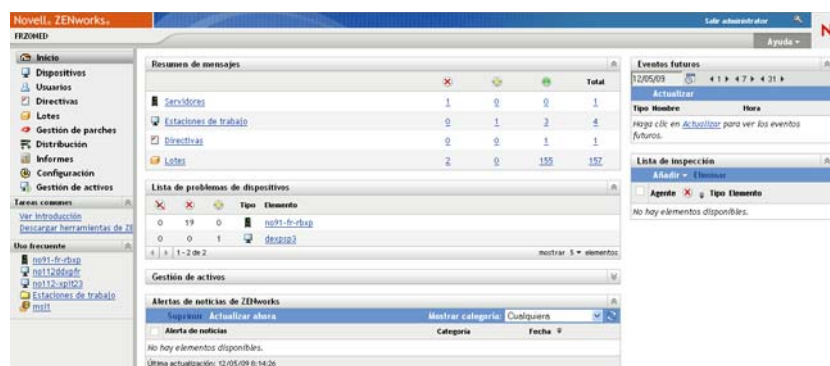 Novell® ZENworks®
Salir administrator
FRZOMED
Ayuda
N
Inicio
Dispositivos
Usuarios
Directivas
Lotes
Gestión de parches
Distribución
Informes
Configuración
Gestión de activos
Tareas comunes
Ver Introducción
Descargar herramientas de ZE
Uso frecuente
no91-fr-rbxp
no112ddxpfr
no112-xplt23
Estaciones de trabajo
Resumen de mensajes
Total
Servidores 1 0 0 1
Estaciones de trabajo 0 1 3 4
Directivas 0 0 1 1
Lotes 2 0 155 157
Lista de problemas de dispositivos
Tipo Elemento
0 19 0 no91-fr-rbxp
0 0 1 dexpsp3
1 - 2 de 2 mostrar 5 elementos
Gestión de activos
Alertas de noticias de ZENworks
Suprimir Actualizar ahora Mostrar categoría: Cualquiera
Alerta de noticias Categoría Fecha
No hay elementos disponibles.
Última actualización: 12/05/09 8:14:26
Eventos futuros
12/05/09 1 7 31
Actualizar
Tipo Nombre Hora
Haga clic en Actualizar para ver los eventos
futuros.
Lista de inspección
Añadir Eliminar
Agente Tipo Elemento
No hay elementos disponibles.